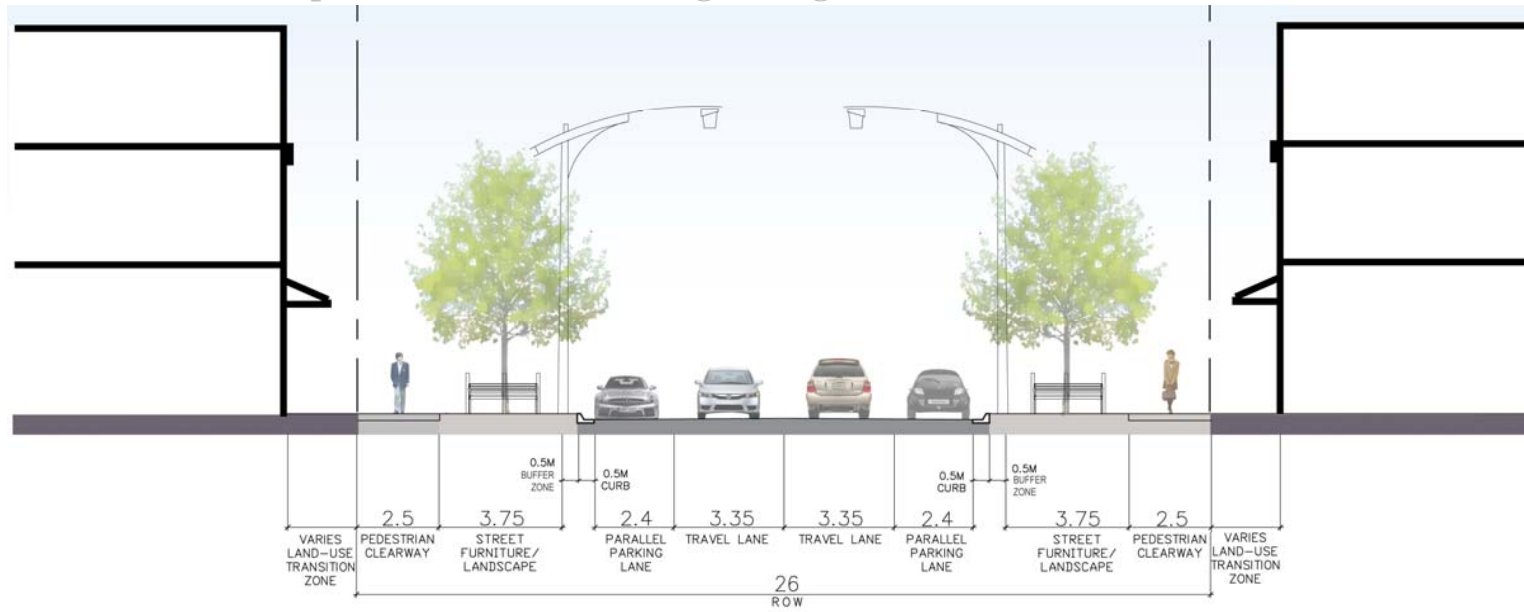 0.5M
BUFFER
ZONE
0.5M
CURB
0.5M
CURB
0.5M
BUFFER
ZONE
2.5
3.75
2.4
3.35
3.35
2.4
3.75
2.5
VARIES
LAND-USE
TRANSITION
ZONE
PEDESTRIAN
CLEARWAY
STREET
FURNITURE/
LANDSCAPE
PARALLEL
PARKING
LANE
TRAVEL LANE
TRAVEL LANE
PARALLEL
PARKING
LANE
STREET
FURNITURE/
LANDSCAPE
PEDESTRIAN
CLEARWAY
VARIES
LAND-USE
TRANSITION
ZONE
26
ROW